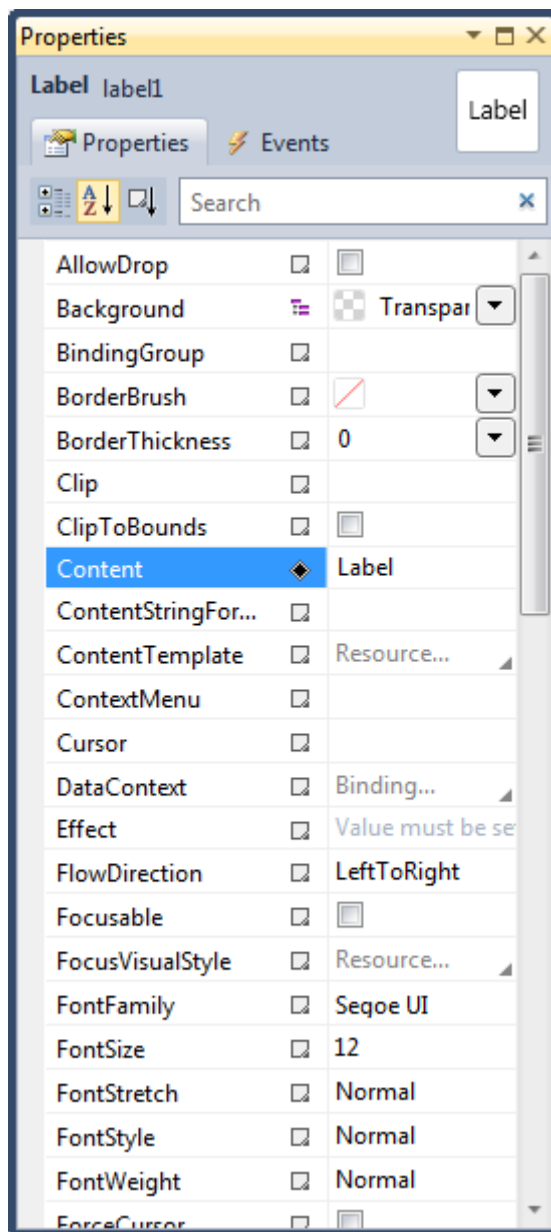 Properties
Label label1
Label
Properties Events
Search
AllowDrop
Background Transpar
BindingGroup
BorderBrush
BorderThickness 0
Clip
ClipToBounds
Content Label
ContentStringFor...
ContentTemplate Resource...
ContextMenu
Cursor
DataContext Binding...
Effect Value must be se
FlowDirection LeftToRight
Focusable
FocusVisualStyle Resource...
FontFamily Segoe UI
FontSize 12
FontStretch Normal
FontStyle Normal
FontWeight Normal
ForceCursor